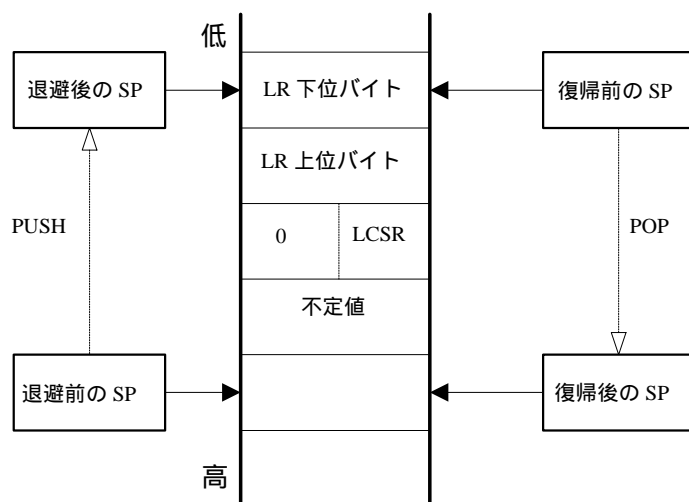 低
退避後の SP
LR 下位バイト
復帰前の SP
LR 上位バイト
PUSH
0
LCSR
POP
不定値
退避前の SP
復帰後の SP
高